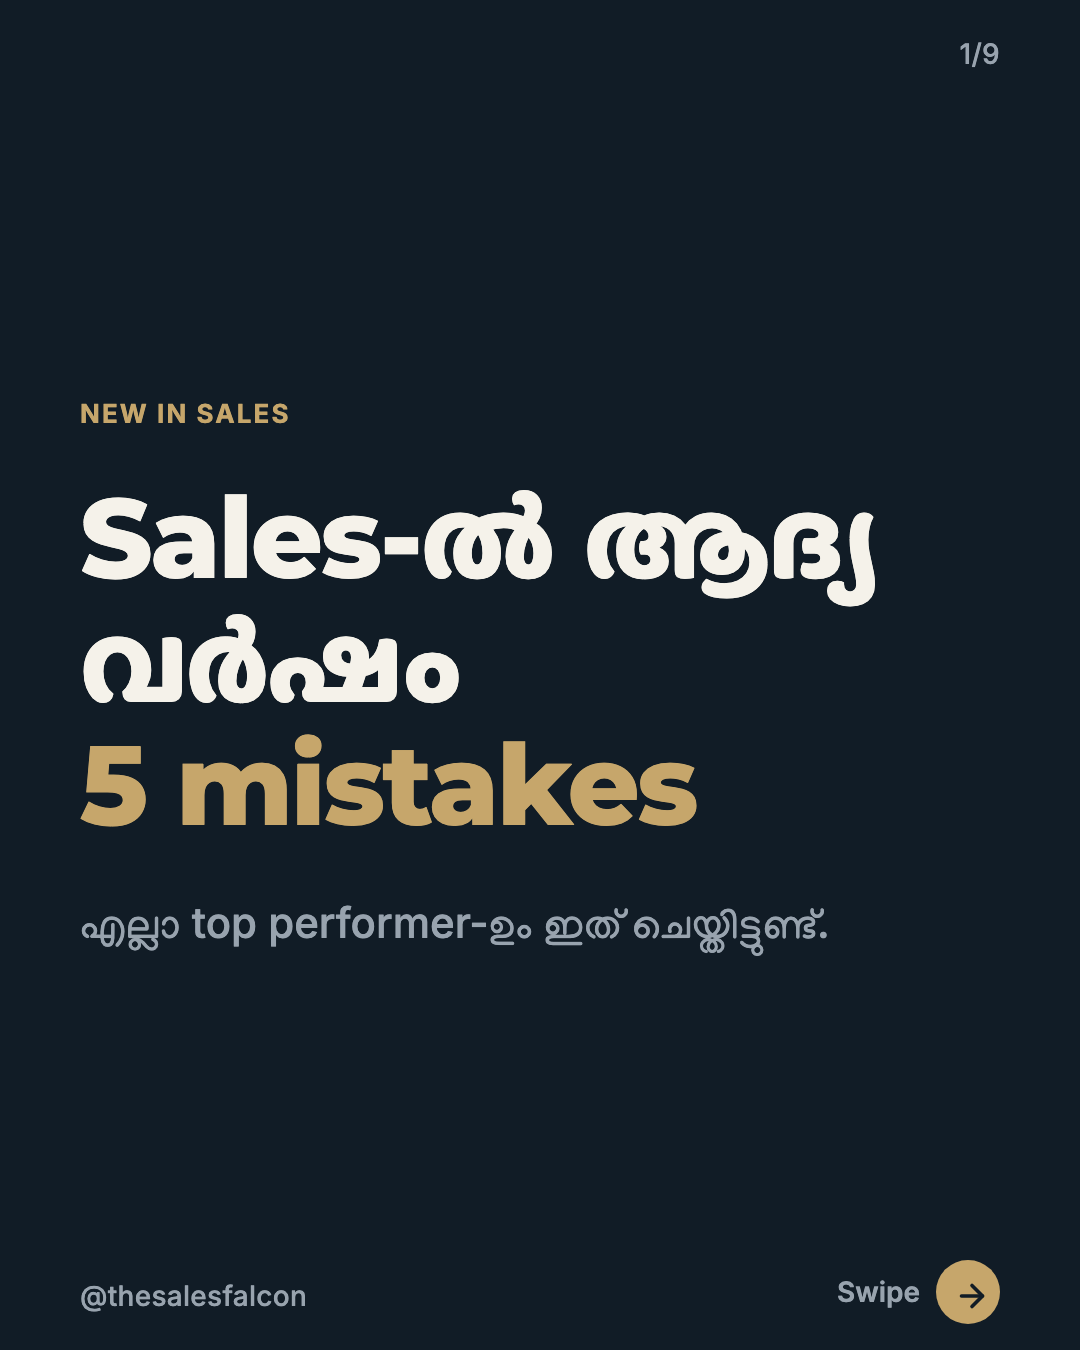 1/9
NEW IN SALES
Sales-ൽ ആദ്യ
വർഷം
5 mistakes
എല്ലാ top performer-ഉം ഇത് ചെയ്തിട്ടുണ്ട്.
@thesalesfalcon
Swipe